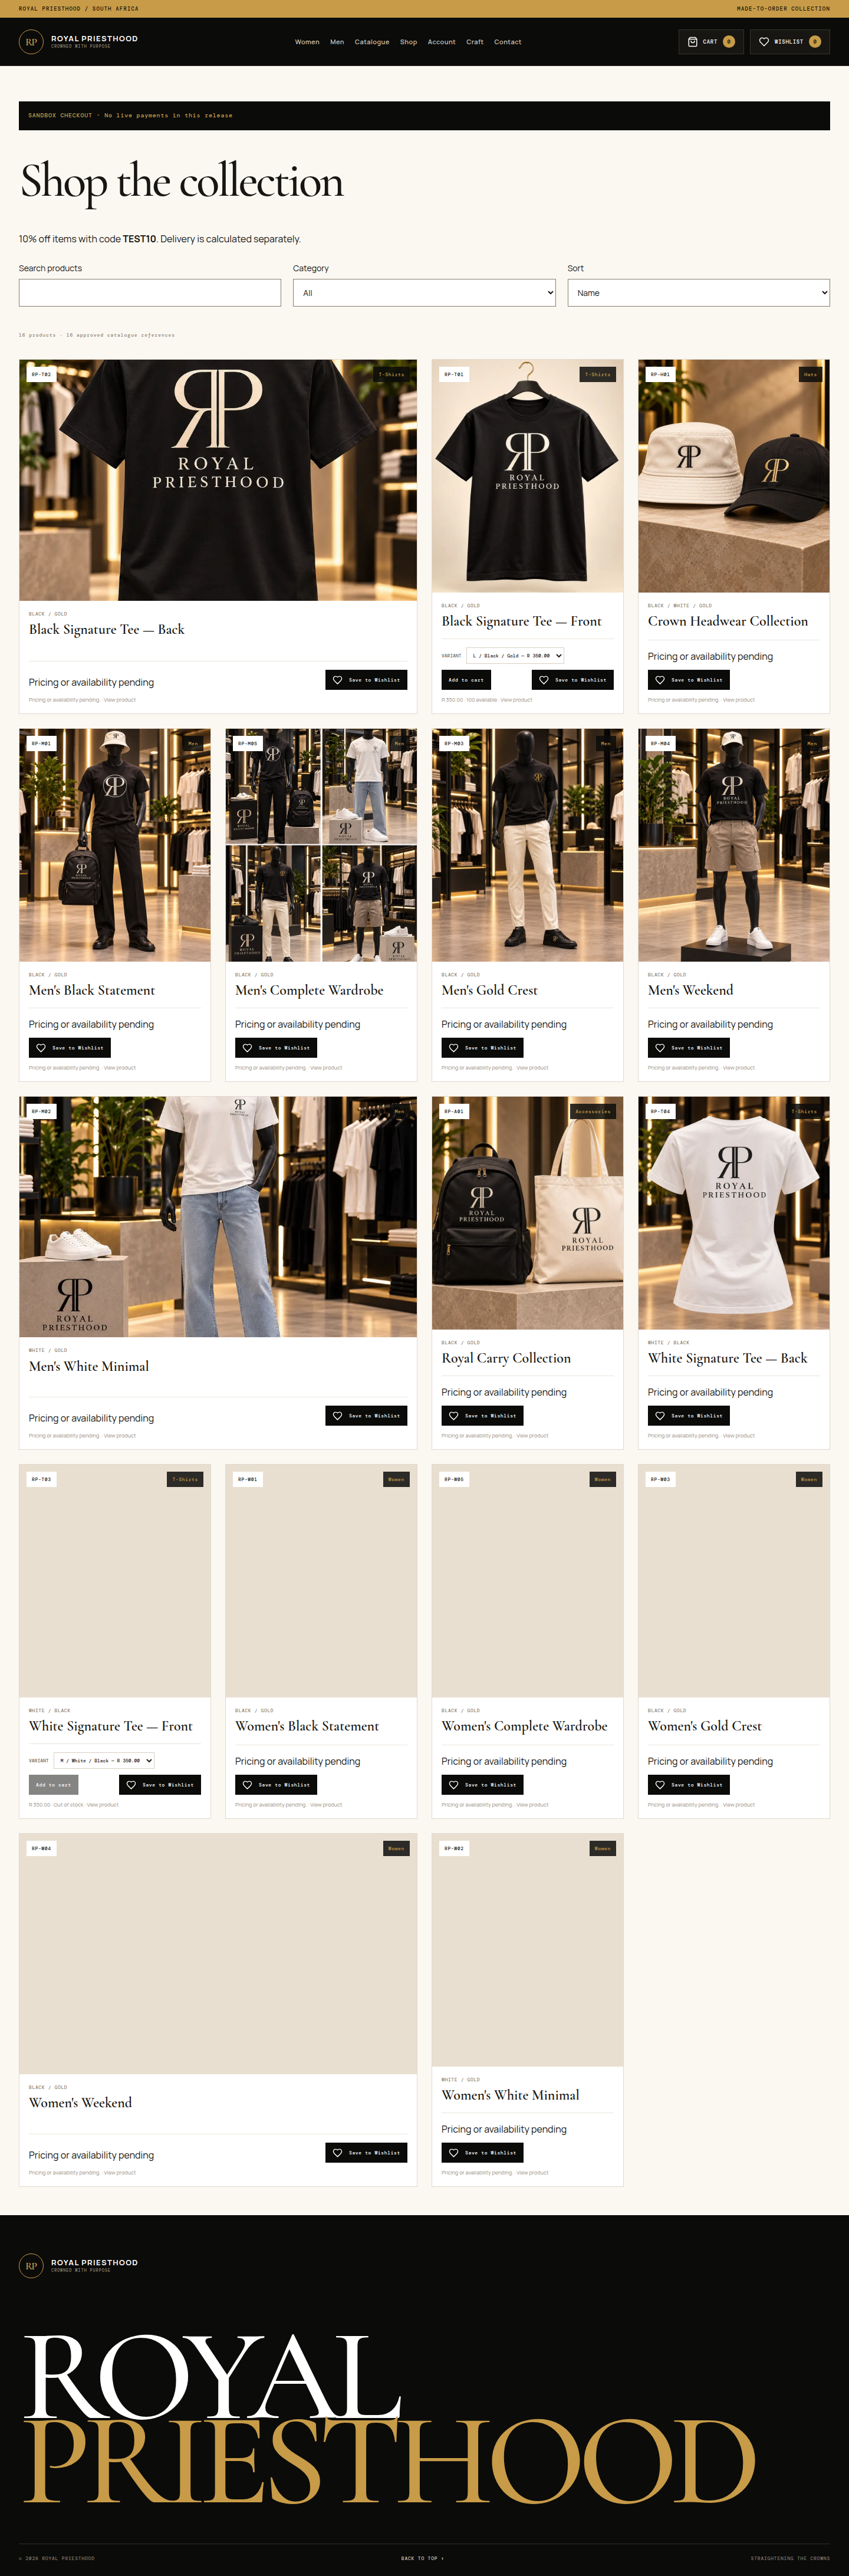 ROYAL PRIESTHOOD / SOUTH AFRICA
MADE-TO-ORDER COLLECTION
RP
ROYAL PRIESTHOOD
CROWNED WITH PURPOSE
Women Men Catalogue Shop Account Craft Contact
CART 0
WISHLIST 0
SANDBOX CHECKOUT · No live payments in this release
Shop the collection
10% off items with code TEST10. Delivery is calculated separately.
Search products
Category
Sort
All
Name
16 products · 16 approved catalogue references
RP-T02
T-Shirts
ROYAL
PRIESTHOOD
BLACK / GOLD
Black Signature Tee — Back
Pricing or availability pending
Save to Wishlist
Pricing or availability pending · View product
RP-T01
T-Shirts
ROYAL
PRIESTHOOD
BLACK / GOLD
Black Signature Tee — Front
VARIANT
L / Black / Gold — R 350.00
Add to cart
Save to Wishlist
R 350.00 · 100 available · View product
RP-H01
Hats
BLACK / WHITE / GOLD
Crown Headwear Collection
Pricing or availability pending
Save to Wishlist
Pricing or availability pending · View product
RP-M01
Men
BLACK / GOLD
Men's Black Statement
Pricing or availability pending
Save to Wishlist
Pricing or availability pending · View product
RP-M05
Men
BLACK / GOLD
Men's Complete Wardrobe
Pricing or availability pending
Save to Wishlist
Pricing or availability pending · View product
RP-M03
Men
BLACK / GOLD
Men's Gold Crest
Pricing or availability pending
Save to Wishlist
Pricing or availability pending · View product
RP-M04
Men
ROYAL
PRIESTHOOD
BLACK / GOLD
Men's Weekend
Pricing or availability pending
Save to Wishlist
Pricing or availability pending · View product
RP-M02
Men
ROYAL
PRIESTHOOD
WHITE / GOLD
Men's White Minimal
Pricing or availability pending
Save to Wishlist
Pricing or availability pending · View product
RP-A01
Accessories
ROYAL
PRIESTHOOD
ROYAL
PRIESTHOOD
BLACK / GOLD
Royal Carry Collection
Pricing or availability pending
Save to Wishlist
Pricing or availability pending · View product
RP-T04
T-Shirts
ROYAL
PRIESTHOOD
WHITE / BLACK
White Signature Tee — Back
Pricing or availability pending
Save to Wishlist
Pricing or availability pending · View product
RP-T03
T-Shirts
WHITE / BLACK
White Signature Tee — Front
VARIANT
M / White / Black — R 350.00
Add to cart
Save to Wishlist
R 350.00 · Out of stock · View product
RP-W01
Women
BLACK / GOLD
Women's Black Statement
Pricing or availability pending
Save to Wishlist
Pricing or availability pending · View product
RP-W05
Women
BLACK / GOLD
Women's Complete Wardrobe
Pricing or availability pending
Save to Wishlist
Pricing or availability pending · View product
RP-W03
Women
BLACK / GOLD
Women's Gold Crest
Pricing or availability pending
Save to Wishlist
Pricing or availability pending · View product
RP-W04
Women
BLACK / GOLD
Women's Weekend
Pricing or availability pending
Save to Wishlist
Pricing or availability pending · View product
RP-W02
Women
WHITE / GOLD
Women's White Minimal
Pricing or availability pending
Save to Wishlist
Pricing or availability pending · View product
RP
ROYAL PRIESTHOOD
CROWNED WITH PURPOSE
ROYAL
PRIESTHOOD
© 2026 ROYAL PRIESTHOOD
BACK TO TOP ↑
STRAIGHTENING THE CROWNS